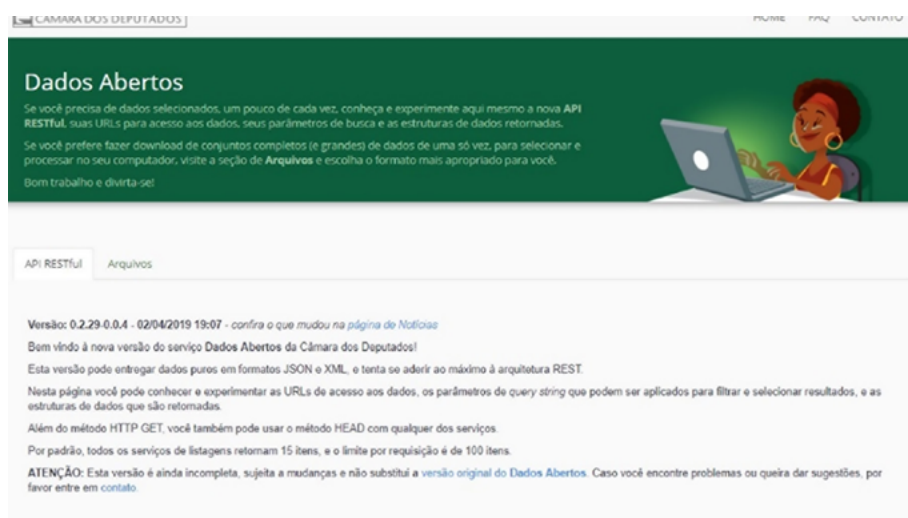 CÂMARA DOS DEPUTADOS
HOME FAQ CONTATO
Dados Abertos
Se você precisa de dados selecionados, um pouco de cada vez, conheça e experimente aqui mesmo a nova API
RESTful, suas URLs para acesso aos dados, seus parâmetros de busca e as estruturas de dados retornadas.
Se você prefere fazer download de conjuntos completos (e grandes) de dados de uma só vez, para selecionar e
processar no seu computador, visite a seção de Arquivos e escolha o formato mais apropriado para você.
Bom trabalho e divirta-se!
API RESTful Arquivos
Versão: 0.2.29-0.0.4 - 02/04/2019 19:07 - confira o que mudou na página de Notícias
Bem vindo à nova versão do serviço Dados Abertos da Câmara dos Deputados!
Esta versão pode entregar dados puros em formatos JSON e XML, e tenta se aderir ao máximo à arquitetura REST.
Nesta página você pode conhecer e experimentar as URLs de acesso aos dados, os parâmetros de query string que podem ser aplicados para filtrar e selecionar resultados, e as
estruturas de dados que são retornadas.
Além do método HTTP GET, você também pode usar o método HEAD com qualquer dos serviços.
Por padrão, todos os serviços de listagens retornam 15 itens, e o limite por requisição é de 100 itens.
ATENÇÃO: Esta versão é ainda incompleta, sujeita a mudanças e não substitui a versão original do Dados Abertos. Caso você encontre problemas ou queira dar sugestões, por
favor entre em contato.